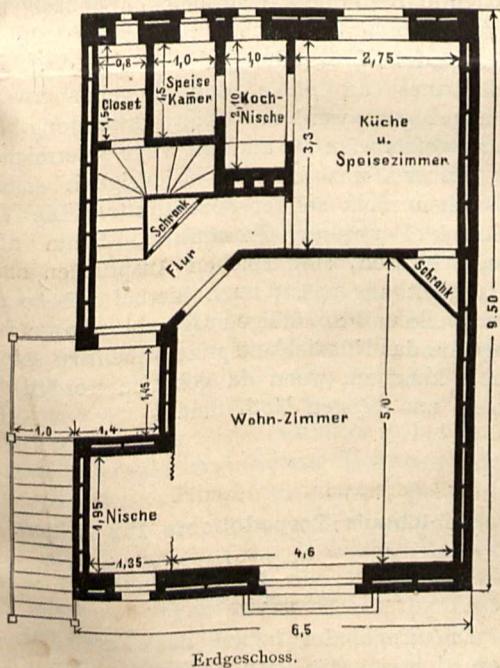 0,8
1,0
1,0
2,75
Closet
1,5
Speise
Kamer
1,5
Koch-
Nische
2,10
3,3
Küche
u.
Speisezimmer
Schrank
Flur
Schrank
9.50
1,45
1,0
1,4
Wohn-Zimmer
5,0
1,35
Nische
1,35
4,6
6,5
Erdgeschoss.